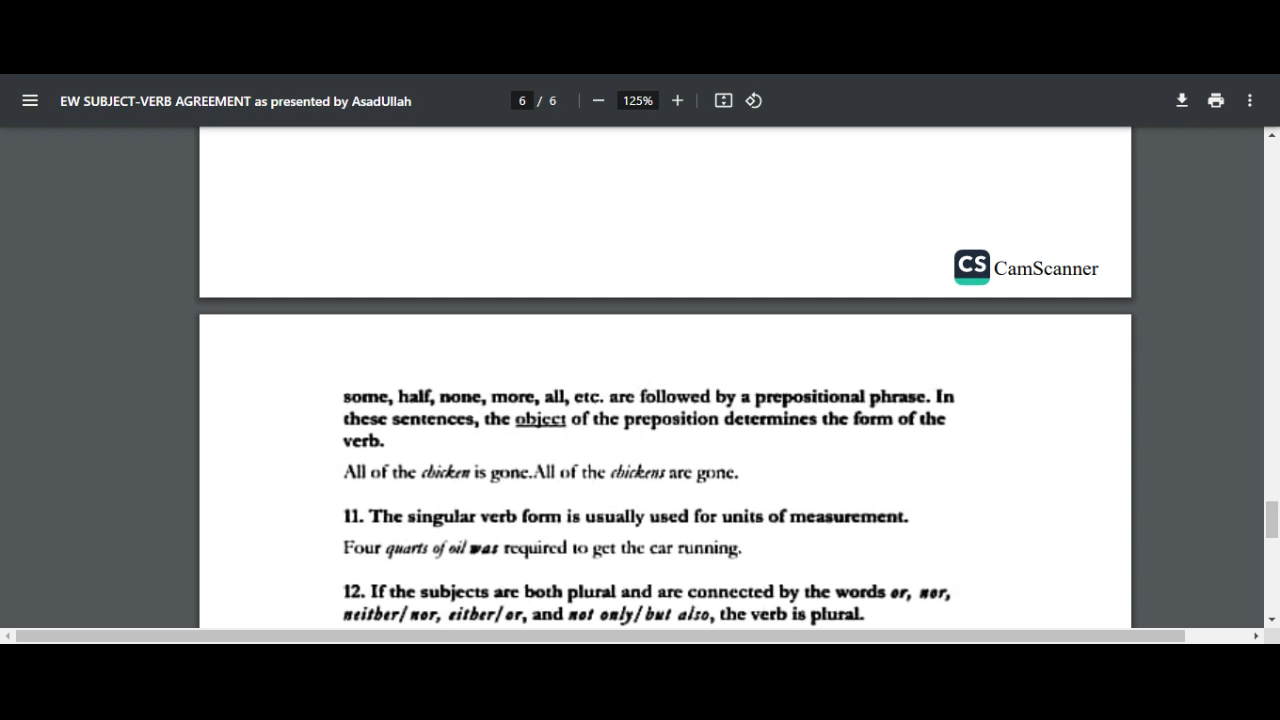 EW SUBJECT-VERB AGREEMENT as presented by AsadUllah
6 / 6
125%
CS CamScanner
some, half, none, more, all, etc. are followed by a prepositional phrase. In
these sentences, the object of the preposition determines the form of the
verb.
All of the chicken is gone.All of the chickens are gone.
11. The singular verb form is usually used for units of measurement.
Four quarts of oil was required to get the car running.
12. If the subjects are both plural and are connected by the words or, nor,
neither/nor, either/or, and not only/but also, the verb is plural.